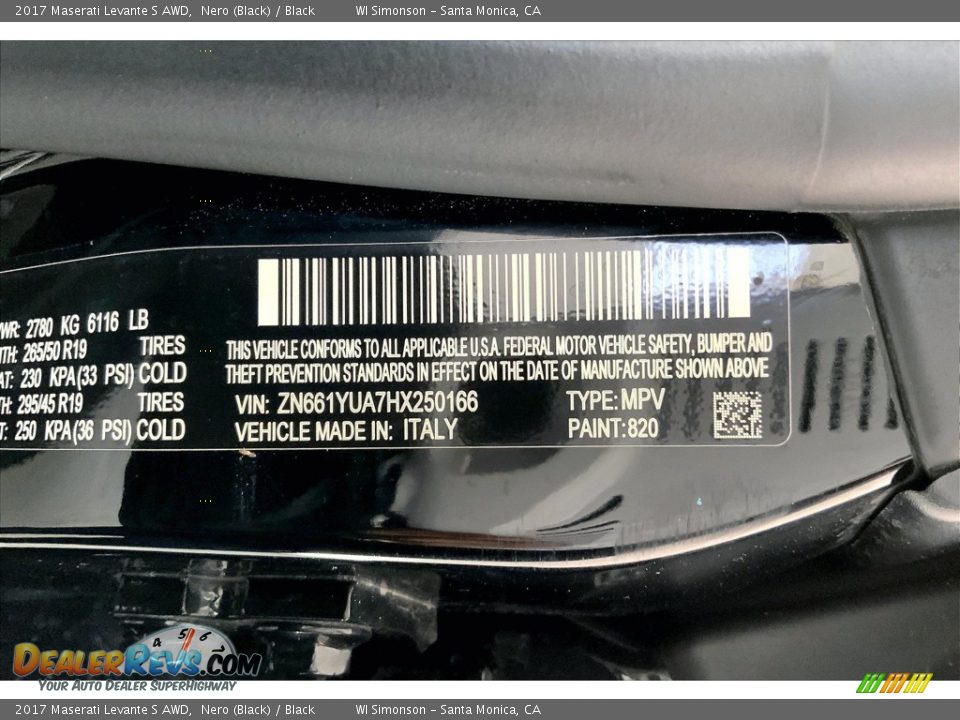 2017 Maserati Levante S AWD,   Nero (Black) / Black          WI Simonson - Santa Monica, CA
2780 KG 6116 LB
265/50 R19 TIRES
230 KPA(33 PSI) COLD
295/45 R19 TIRES
250 KPA(36 PSI) COLD
THIS VEHICLE CONFORMS TO ALL APPLICABLE U.S.A. FEDERAL MOTOR VEHICLE SAFETY, BUMPER AND
THEFT PREVENTION STANDARDS IN EFFECT ON THE DATE OF MANUFACTURE SHOWN ABOVE
VIN: ZN661YUA7HX250166 TYPE: MPV
VEHICLE MADE IN: ITALY PAINT: 820
4 5 6
DEALERREVS.COM
YOUR AUTO DEALER SUPERHIGHWAY
2017 Maserati Levante S AWD,   Nero (Black) / Black          WI Simonson - Santa Monica, CA